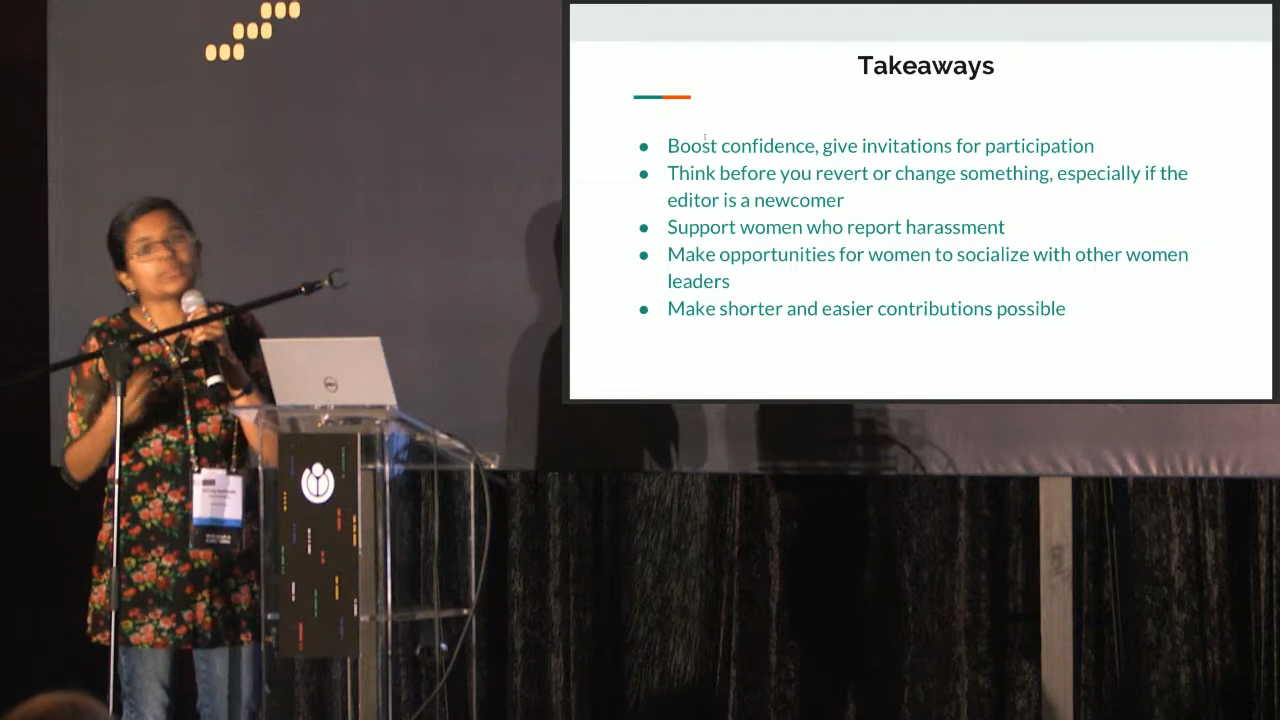 Takeaways
● Boost confidence, give invitations for participation
● Think before you revert or change something, especially if the
editor is a newcomer
● Support women who report harassment
● Make opportunities for women to socialize with other women
leaders
● Make shorter and easier contributions possible